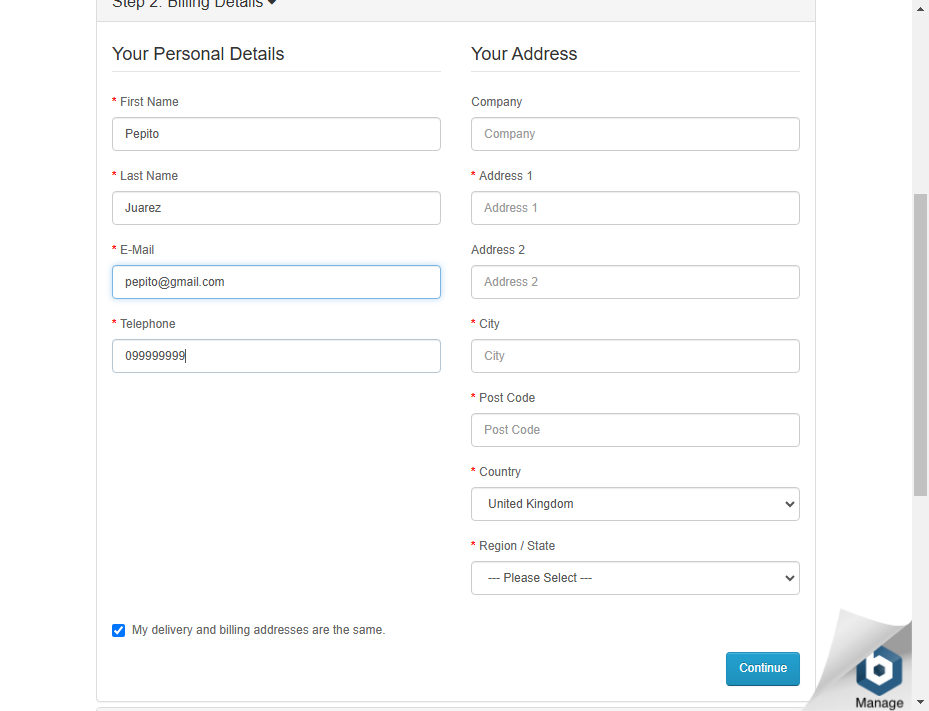 Step 2: Billing Details
Your Personal Details
* First Name
Pepito
* Last Name
Juarez
* E-Mail
pepito@gmail.com
* Telephone
099999999
Your Address
Company
Company
* Address 1
Address 1
Address 2
Address 2
* City
City
* Post Code
Post Code
* Country
United Kingdom
* Region / State
--- Please Select ---
My delivery and billing addresses are the same.
Continue
Manage